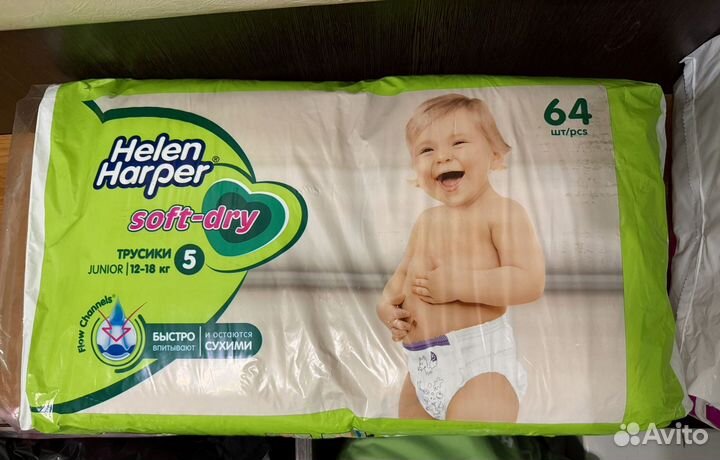 Helen
Harper®
soft-dry
ТРУСИКИ 5
JUNIOR | 12-18 кг
Flow Channels®
БЫСТРО
ВПИТЫВАЮТ
И ОСТАЮТСЯ
СУХИМИ
64
шт/pcs
Avito